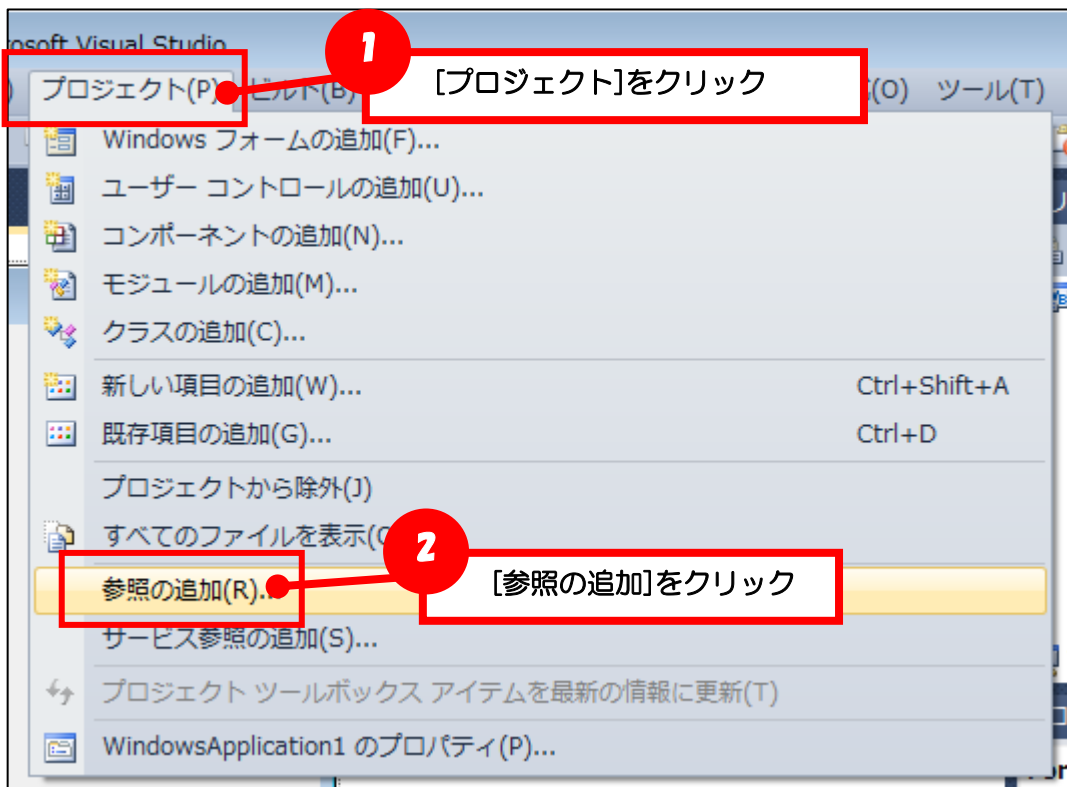 Visual Studio
1
[プロジェクト]をクリック
プロジェクト(P) ビルド(B) (O) ツール(T)
Windows フォームの追加(F)...
ユーザー コントロールの追加(U)...
コンポーネントの追加(N)...
モジュールの追加(M)...
クラスの追加(C)...
新しい項目の追加(W)... Ctrl+Shift+A
既存項目の追加(G)... Ctrl+D
プロジェクトから除外(J)
すべてのファイルを表示(
2
参照の追加(R)...
[参照の追加]をクリック
サービス参照の追加(S)...
プロジェクト ツールボックス アイテムを最新の情報に更新(T)
WindowsApplication1 のプロパティ(P)...